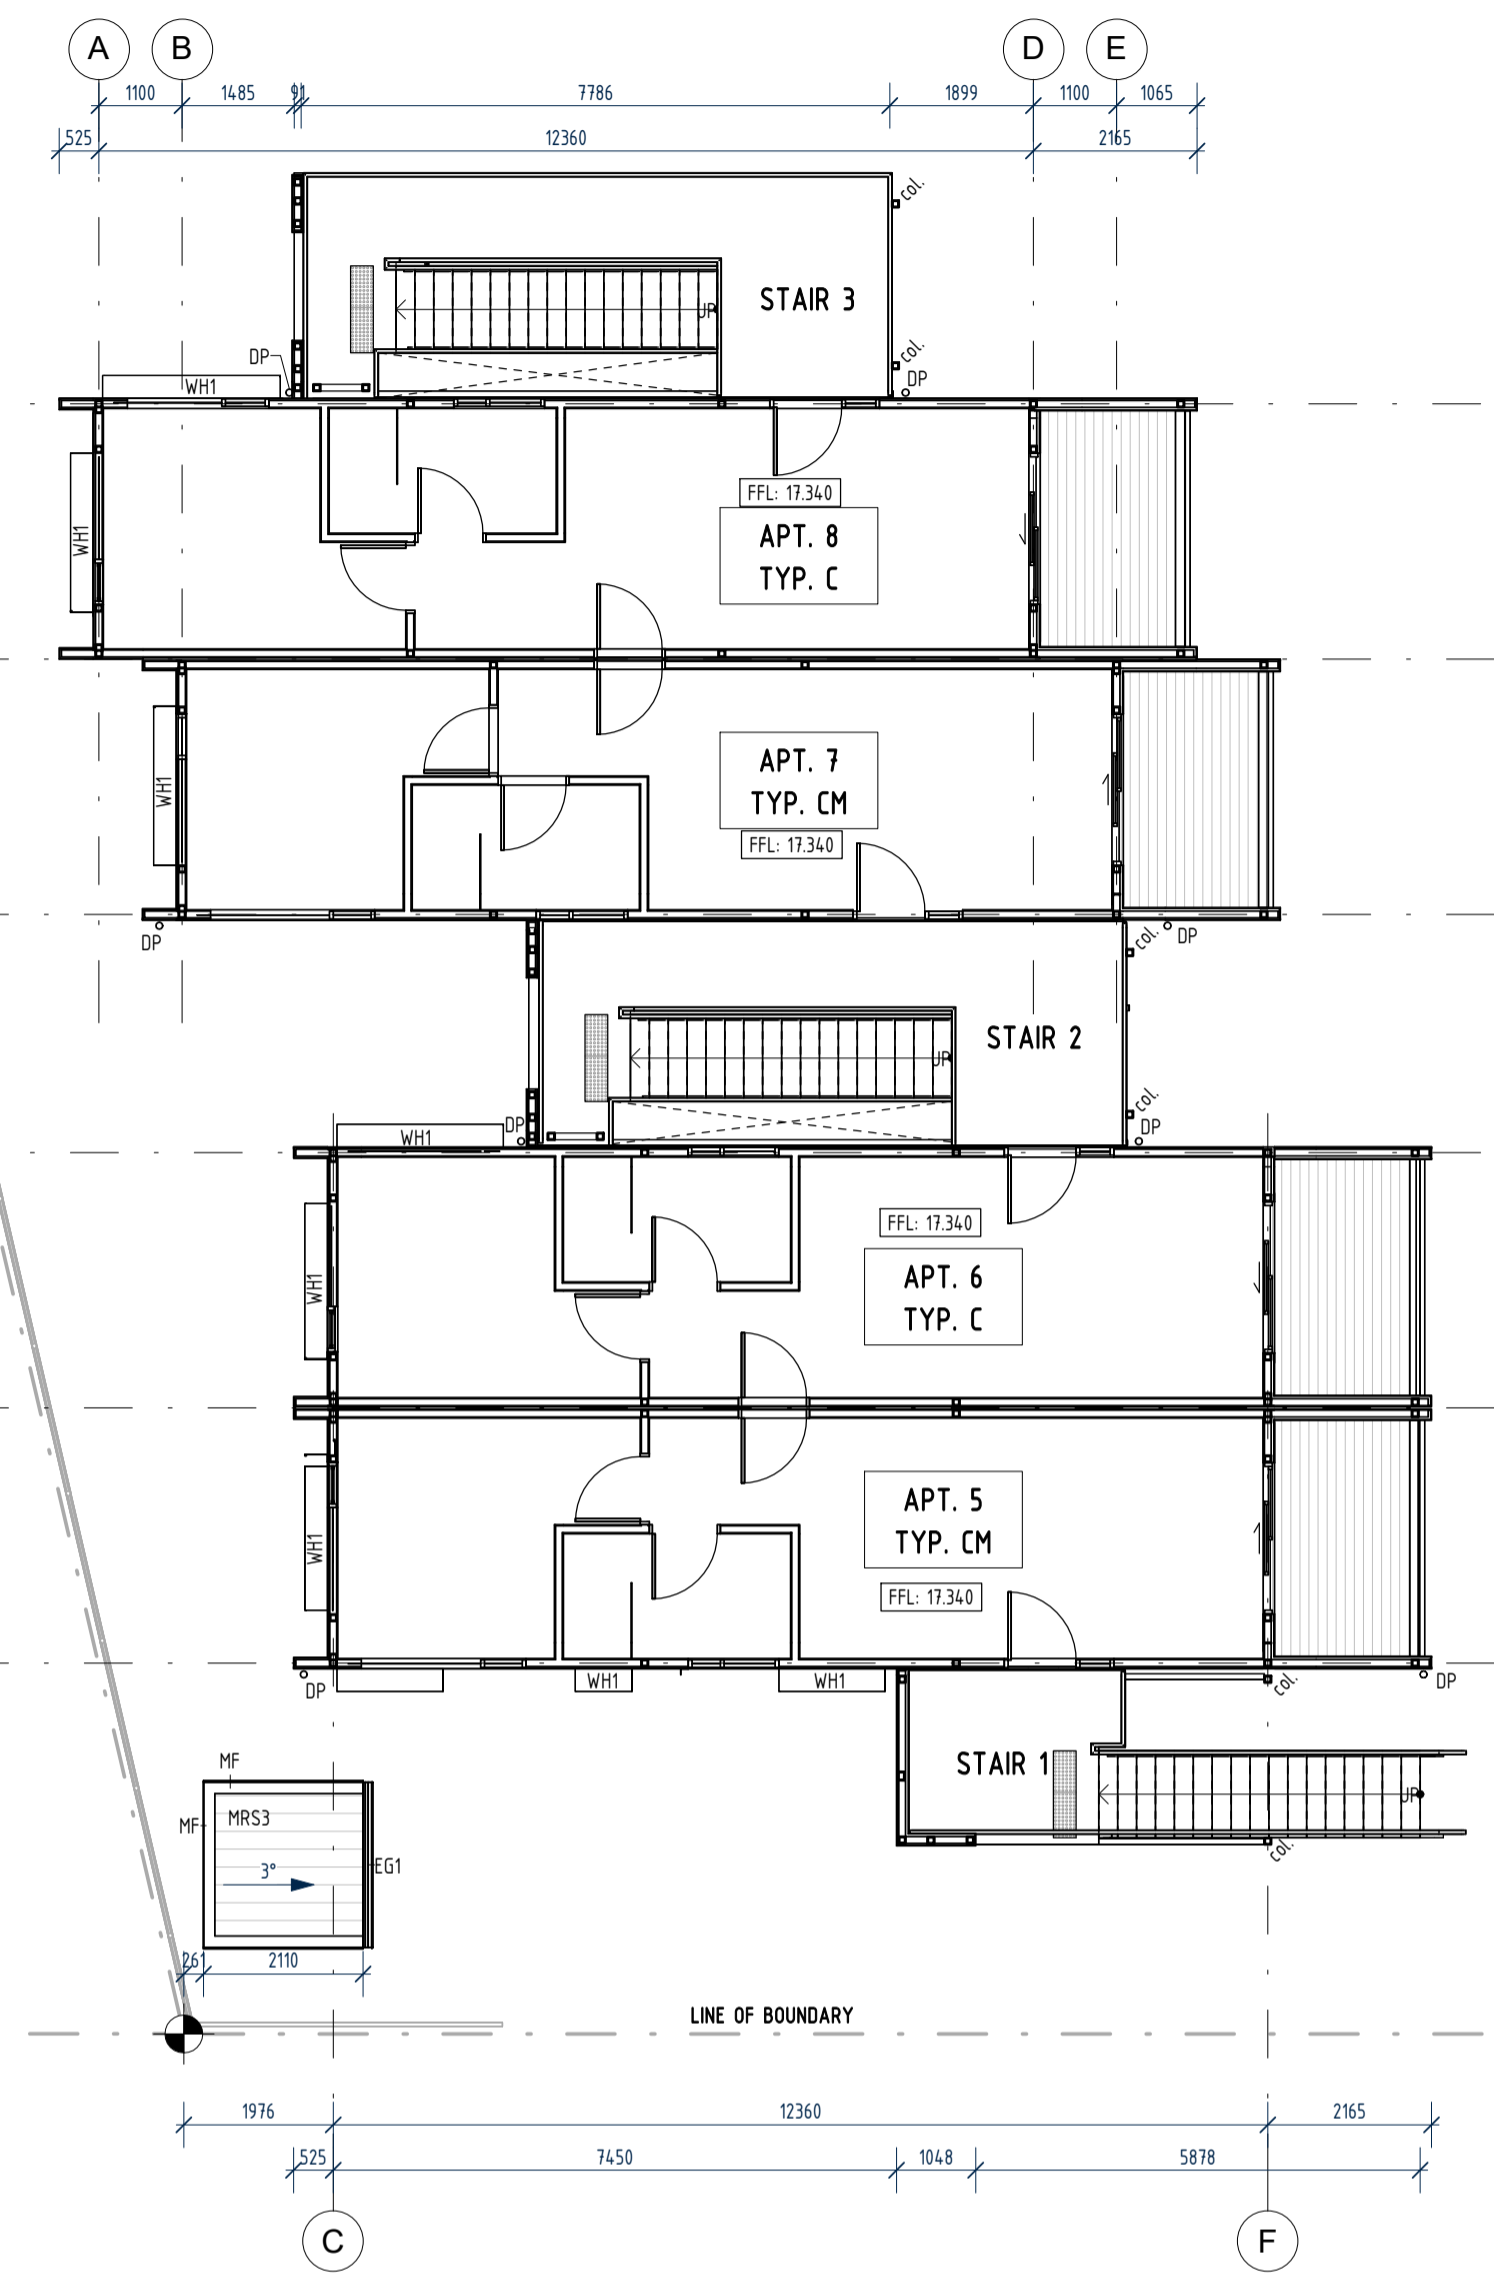 A B D E
1100 1485 91 7786 1899 1100 1065
525 12360 2165
col.
STAIR 3
UP
col.
DP
WH1
DP
FFL: 17.340
APT. 8
TYP. C
WH1
APT. 7
TYP. CM
WH1
FFL: 17.340
DP
col.
DP
STAIR 2
UP
col.
DP
WH1
DP
FFL: 17.340
APT. 6
TYP. C
WH1
APT. 5
TYP. CM
WH1
FFL: 17.340
DP
WH1
WH1
col.
DP
STAIR 1
UP
col.
MF
MF
MRS3
3°
EG1
261 2110
LINE OF BOUNDARY
1976 12360 2165
525 7450 1048 5878
C F